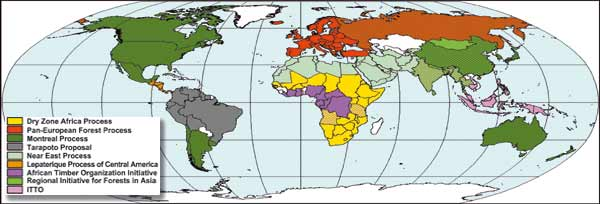 Dry Zone Africa Process
Pan-European Forest Process
Montreal Process
Tarapoto Proposal
Near East Process
Lepaterique Process of Central America
African Timber Organization Initiative
Regional Initiative for Forests in Asia
ITTO